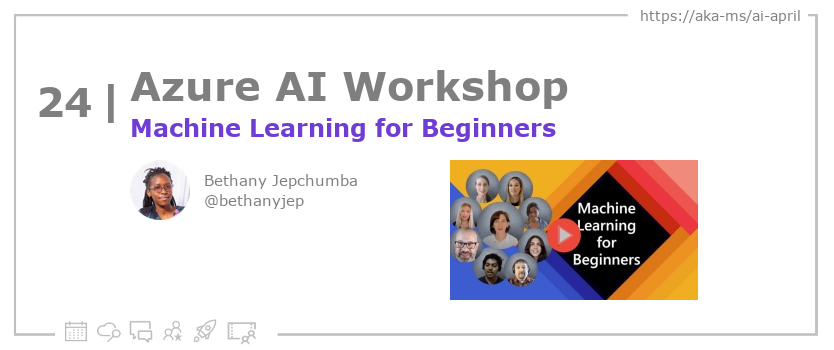 https://aka-ms/ai-april
24 |
Azure AI Workshop
Machine Learning for Beginners
Bethany Jepchumba
@bethanyjep
Machine
Learning
for
Beginners